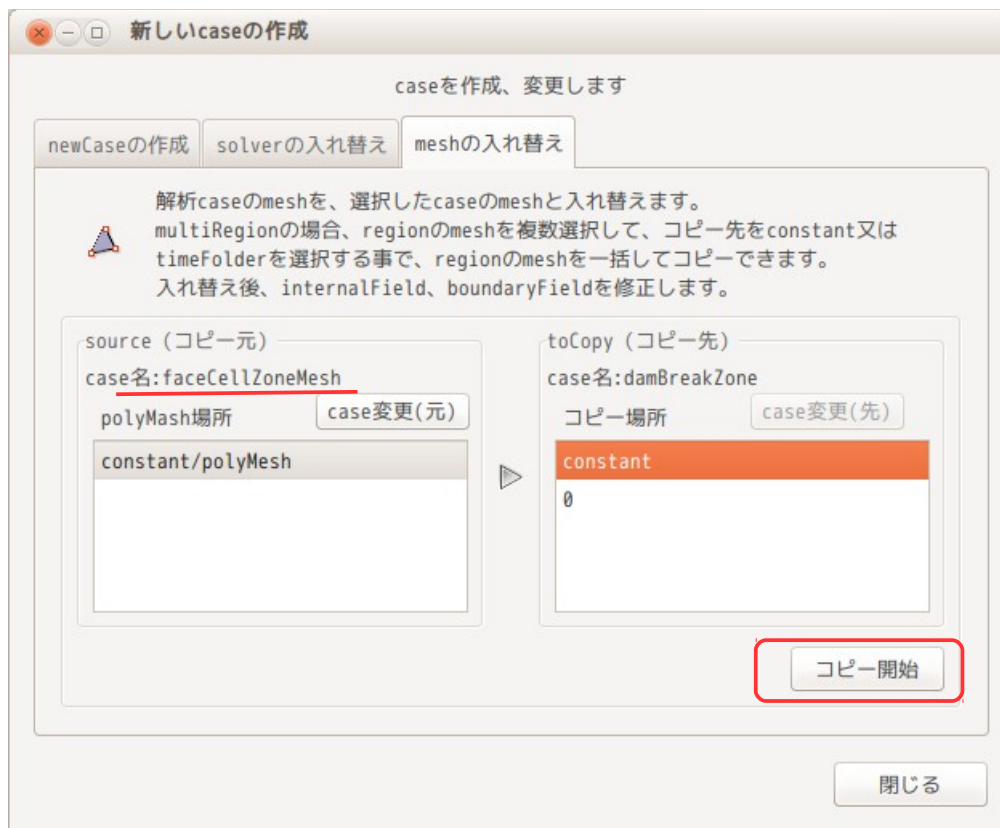 新しいcaseの作成
caseを作成、変更します
newCaseの作成
solverの入れ替え
meshの入れ替え
解析caseのmeshを、選択したcaseのmeshと入れ替えます。
multiRegionの場合、regionのmeshを複数選択して、コピー先をconstant又は
timeFolderを選択する事で、regionのmeshを一括してコピーできます。
入れ替え後、internalField、boundaryFieldを修正します。
source (コピー元)
case名:faceCellZoneMesh
polyMash場所
case変更(元)
constant/polyMesh
toCopy (コピー先)
case名:damBreakZone
コピー場所
case変更(先)
constant
0
コピー開始
閉じる